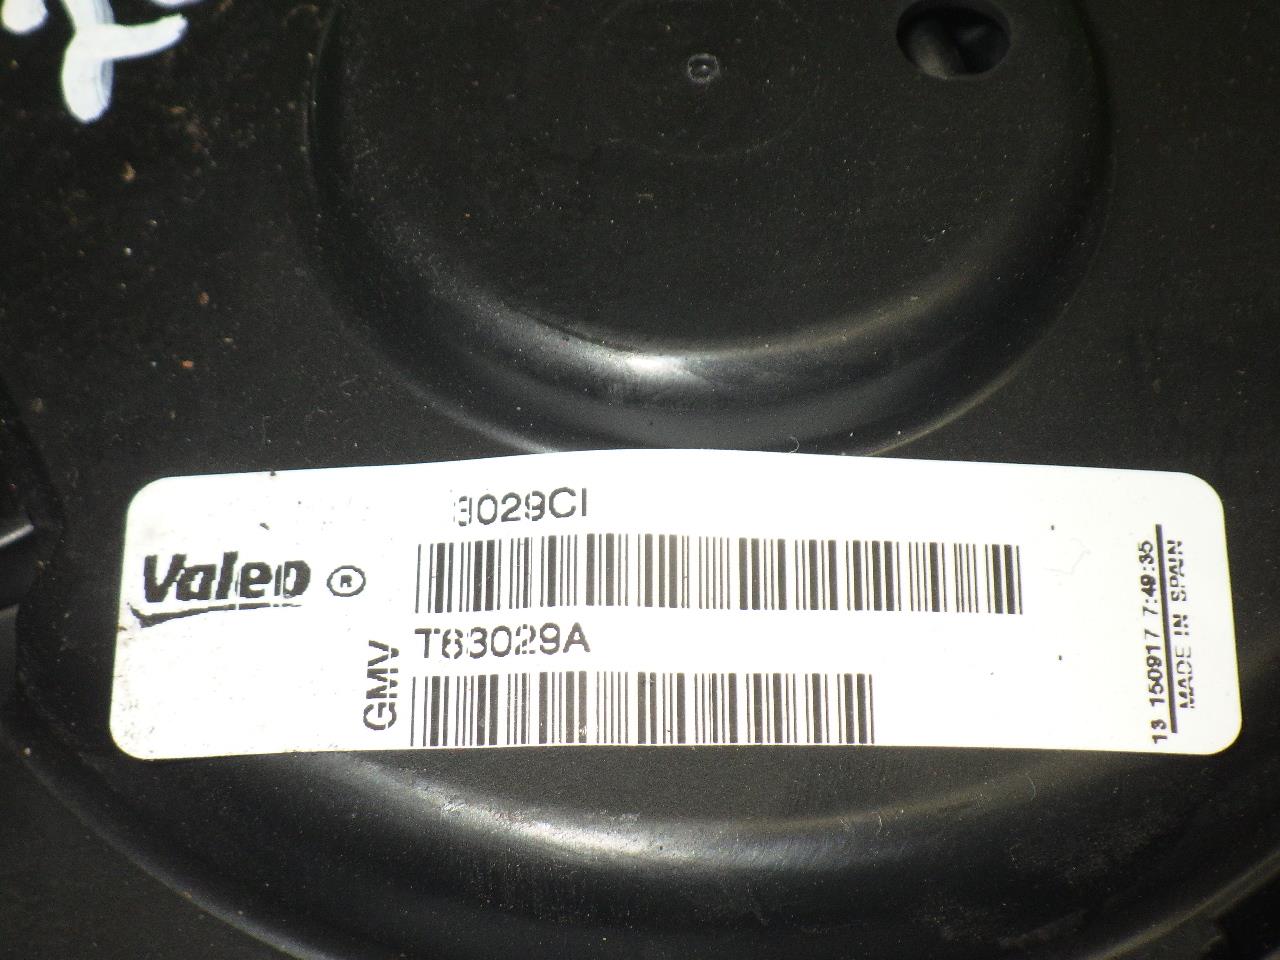 3029CI
Valeo ®
T63029A
GMV
13 150917 7:49:35
MADE IN SPAIN